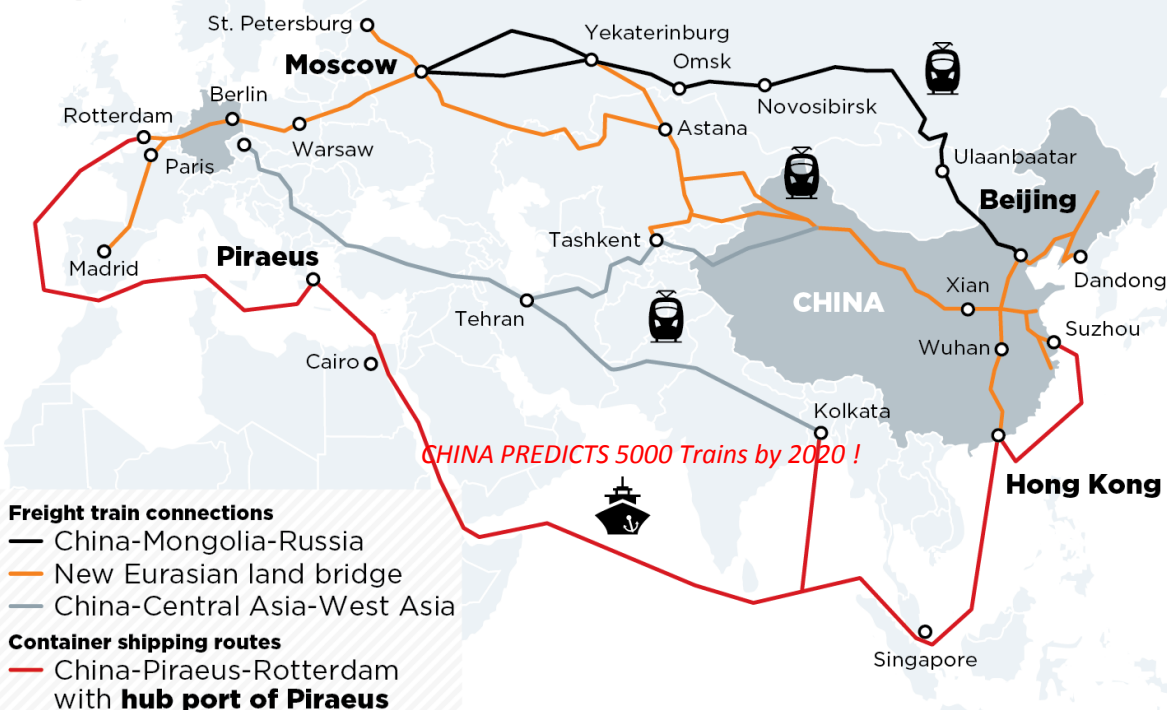 St. Petersburg
Yekaterinburg
Omsk
Moscow
Novosibirsk
Berlin
Rotterdam
Astana
Warsaw
Paris
Ulaanbaatar
Beijing
Tashkent
Madrid
Piraeus
Dandong
Xian
CHINA
Tehran
Suzhou
Wuhan
Cairo
Kolkata
CHINA PREDICTS 5000 Trains by 2020 !
Hong Kong
Singapore
Freight train connections
China-Mongolia-Russia
New Eurasian land bridge
China-Central Asia-West Asia
Container shipping routes
China-Piraeus-Rotterdam
with hub port of Piraeus